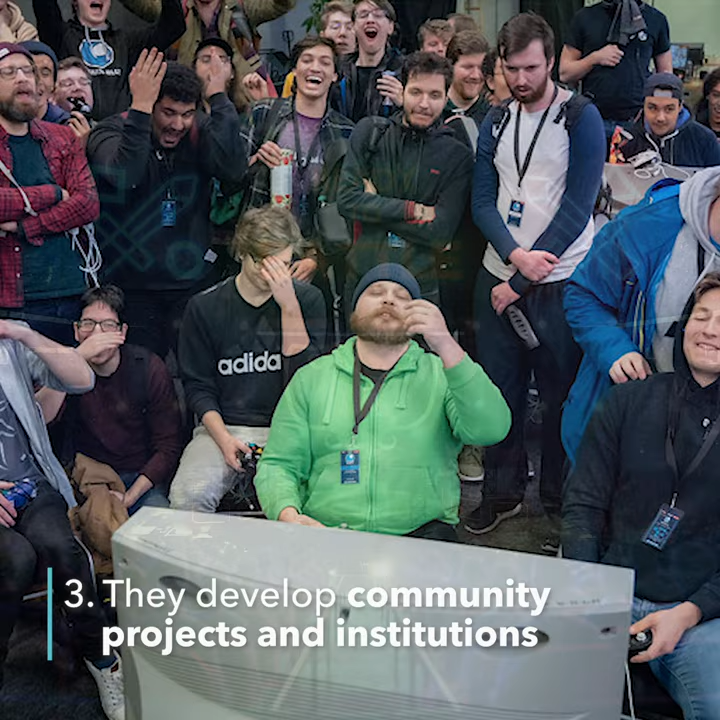 adidas
3. They develop community
projects and institutions